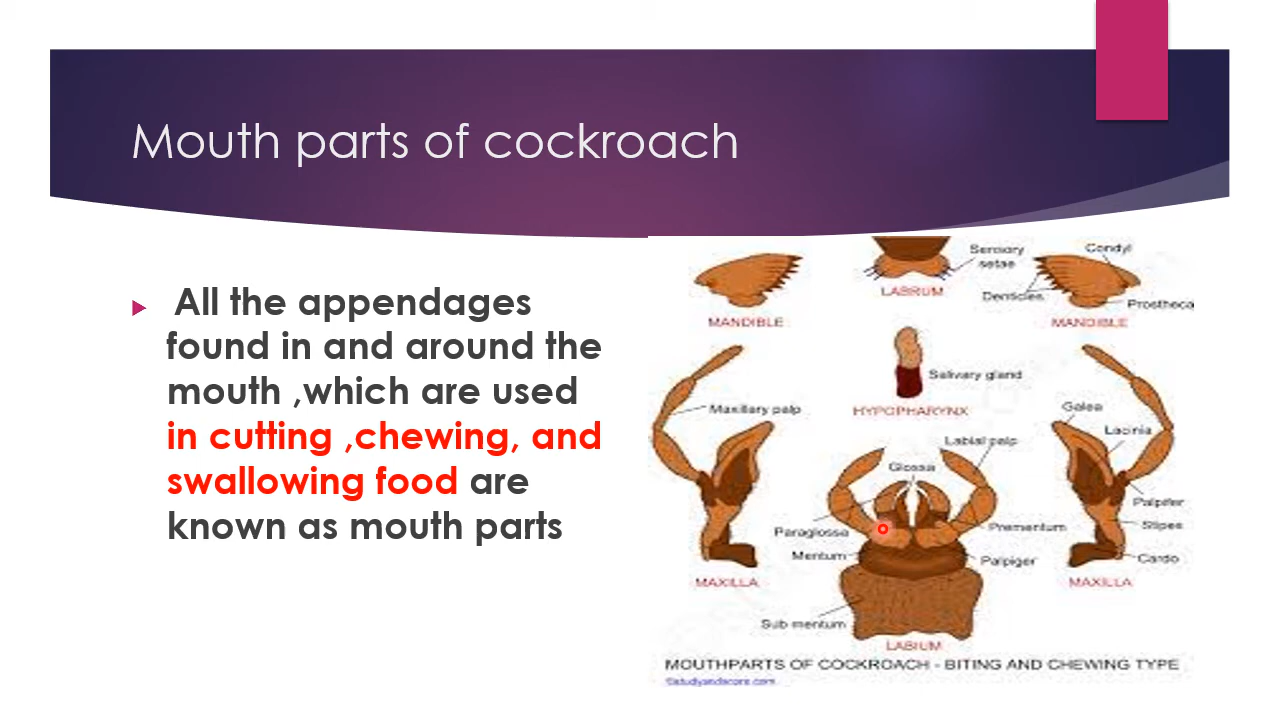 Mouth parts of cockroach
All the appendages
found in and around the
mouth ,which are used
in cutting ,chewing, and
swallowing food are
known as mouth parts
Sensory
setae
Condyl
LABRUM
Denticles
Prostheca
MANDIBLE
MANDIBLE
Salivary gland
Maxillary palp
HYPOPHARYNX
Galea
Lacinia
Labial palp
Glossa
Palpifer
Paraglossa
Prementum
Stipes
Mentum
Palpiger
Cardo
MAXILLA
MAXILLA
Sub mentum
LABIUM
MOUTHPARTS OF COCKROACH - BITING AND CHEWING TYPE